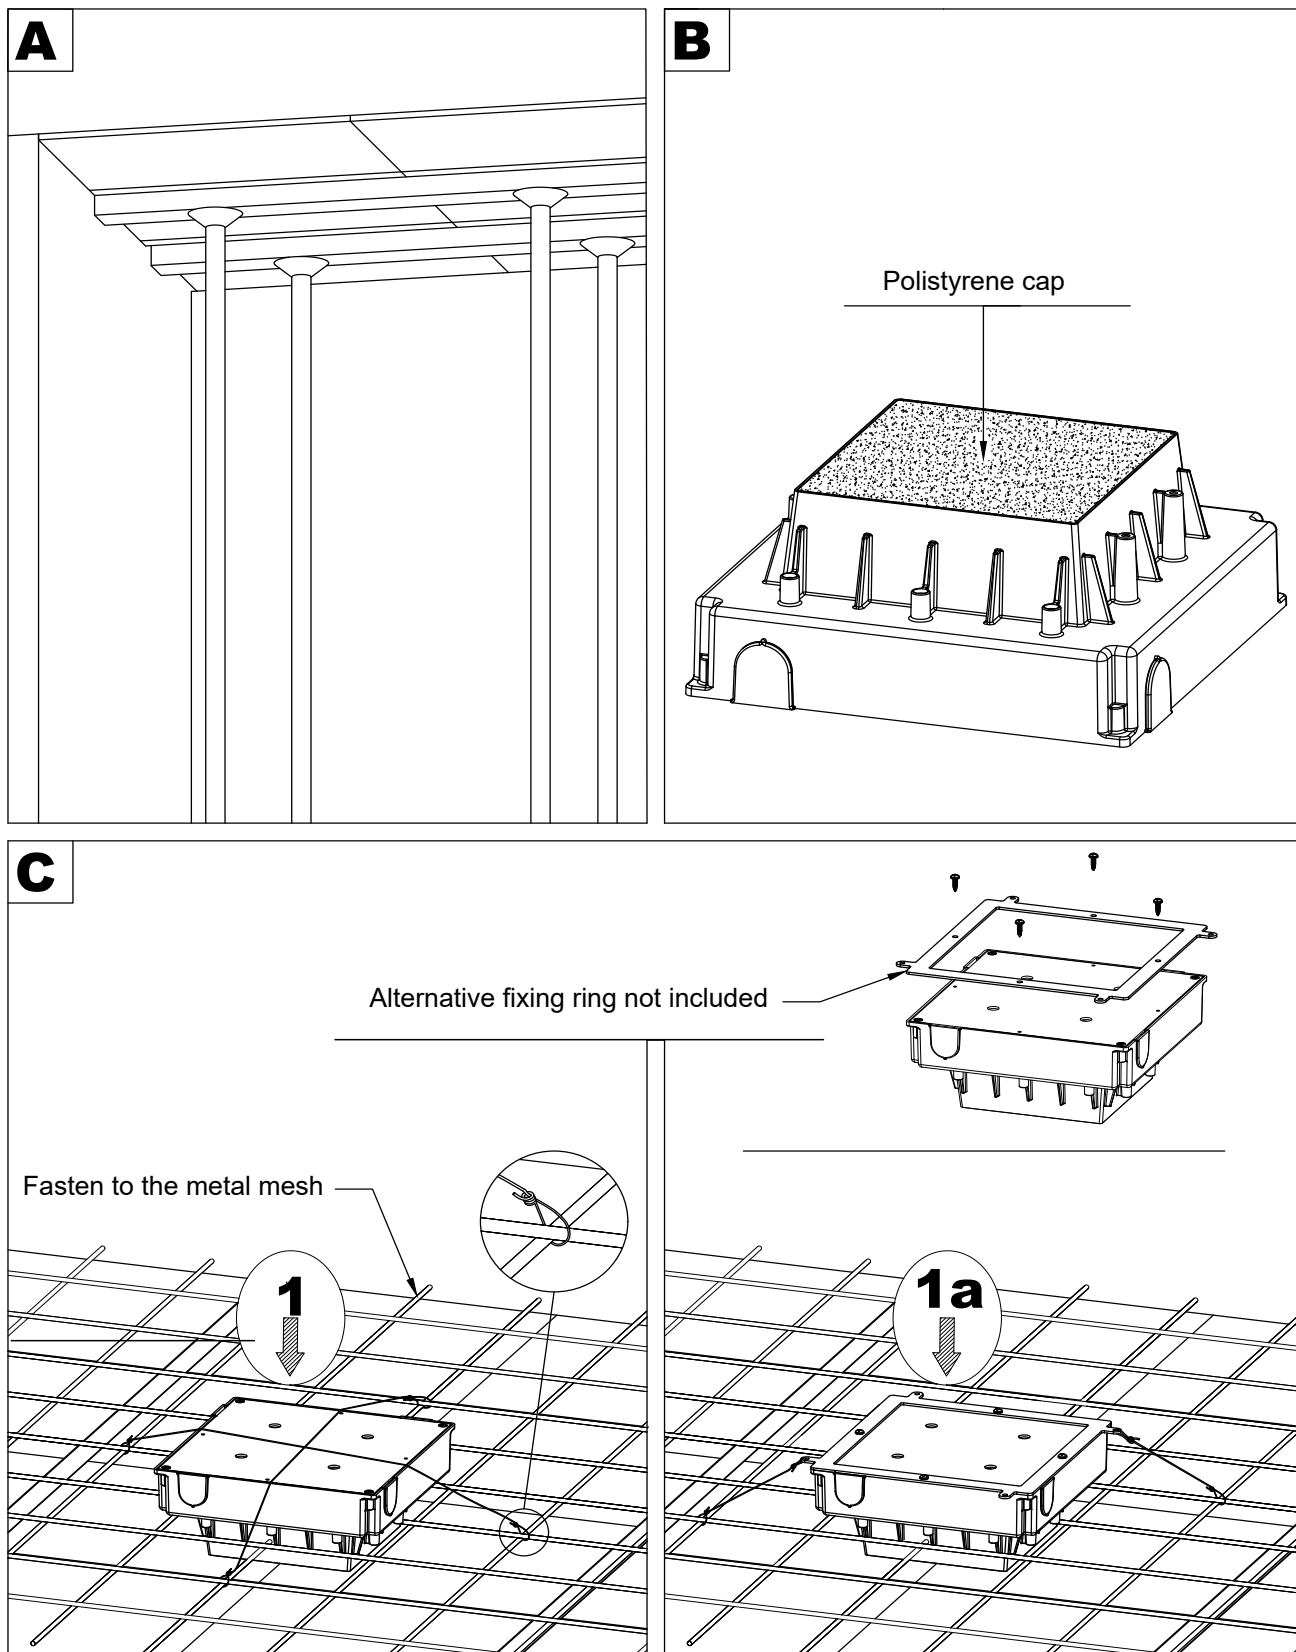 A
B
Polistyrene cap
C
Alternative fixing ring not included
Fasten to the metal mesh
1
1a